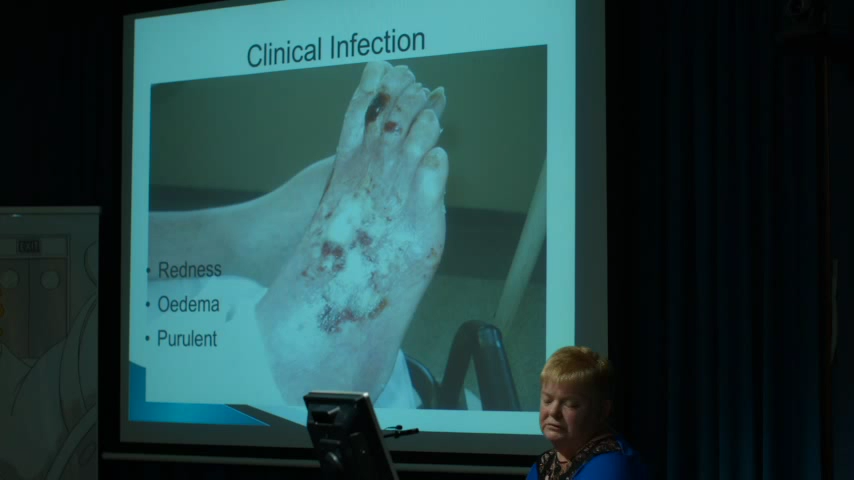 Clinical Infection
• Redness
• Oedema
• Purulent